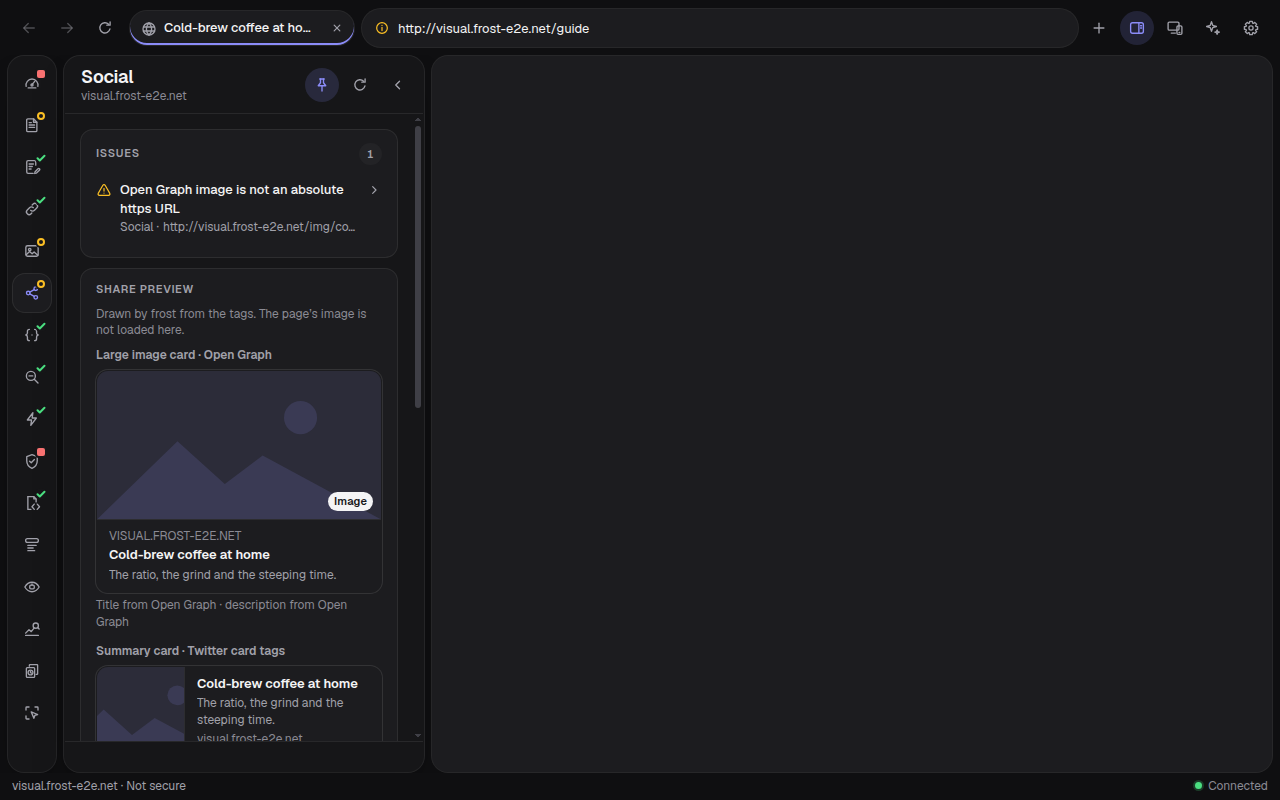 Cold-brew coffee at ho...
http://visual.frost-e2e.net/guide
Social
visual.frost-e2e.net
ISSUES
1
Open Graph image is not an absolute
https URL
Social · http://visual.frost-e2e.net/img/co...
SHARE PREVIEW
Drawn by frost from the tags. The page's image is
not loaded here.
Large image card · Open Graph
Image
VISUAL.FROST-E2E.NET
Cold-brew coffee at home
The ratio, the grind and the steeping time.
Title from Open Graph · description from Open
Graph
Summary card · Twitter card tags
Cold-brew coffee at home
The ratio, the grind and the
steeping time.
visual.frost-e2e.net
visual.frost-e2e.net · Not secure
Connected